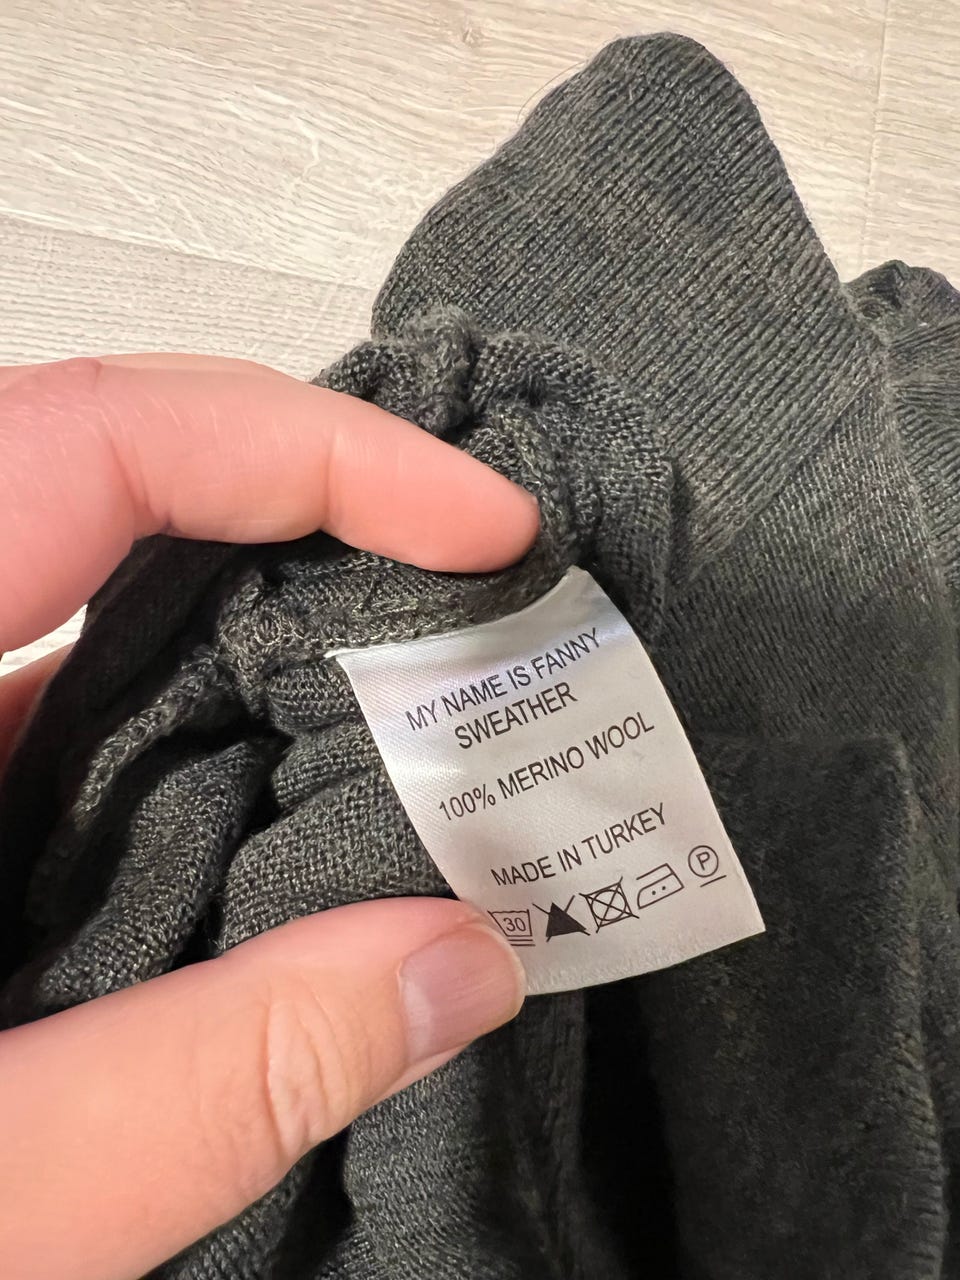 MY NAME IS FANNY
SWEATHER
100% MERINO WOOL
MADE IN TURKEY
30 P